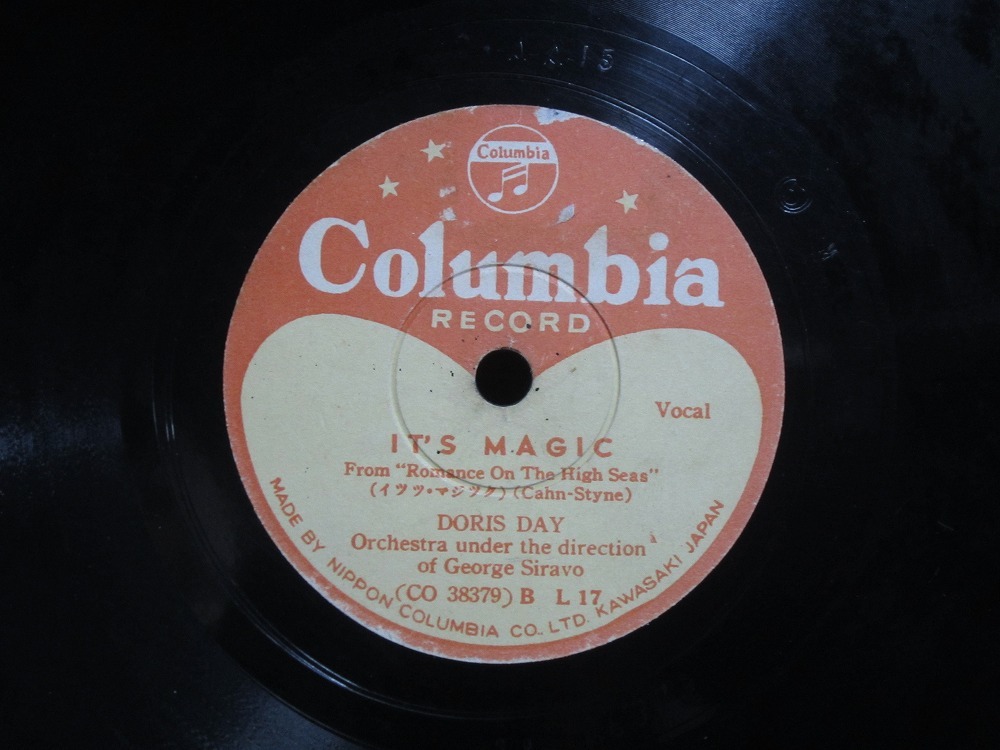 Columbia
Columbia
RECORD
Vocal
IT'S MAGIC
From "Romance On The High Seas"
(イツツ・マジツク) (Cahn-Styne)
DORIS DAY
Orchestra under the direction
of George Siravo
(CO 38379) B L 17
MADE BY NIPPON COLUMBIA CO., LTD. KAWASAKI JAPAN